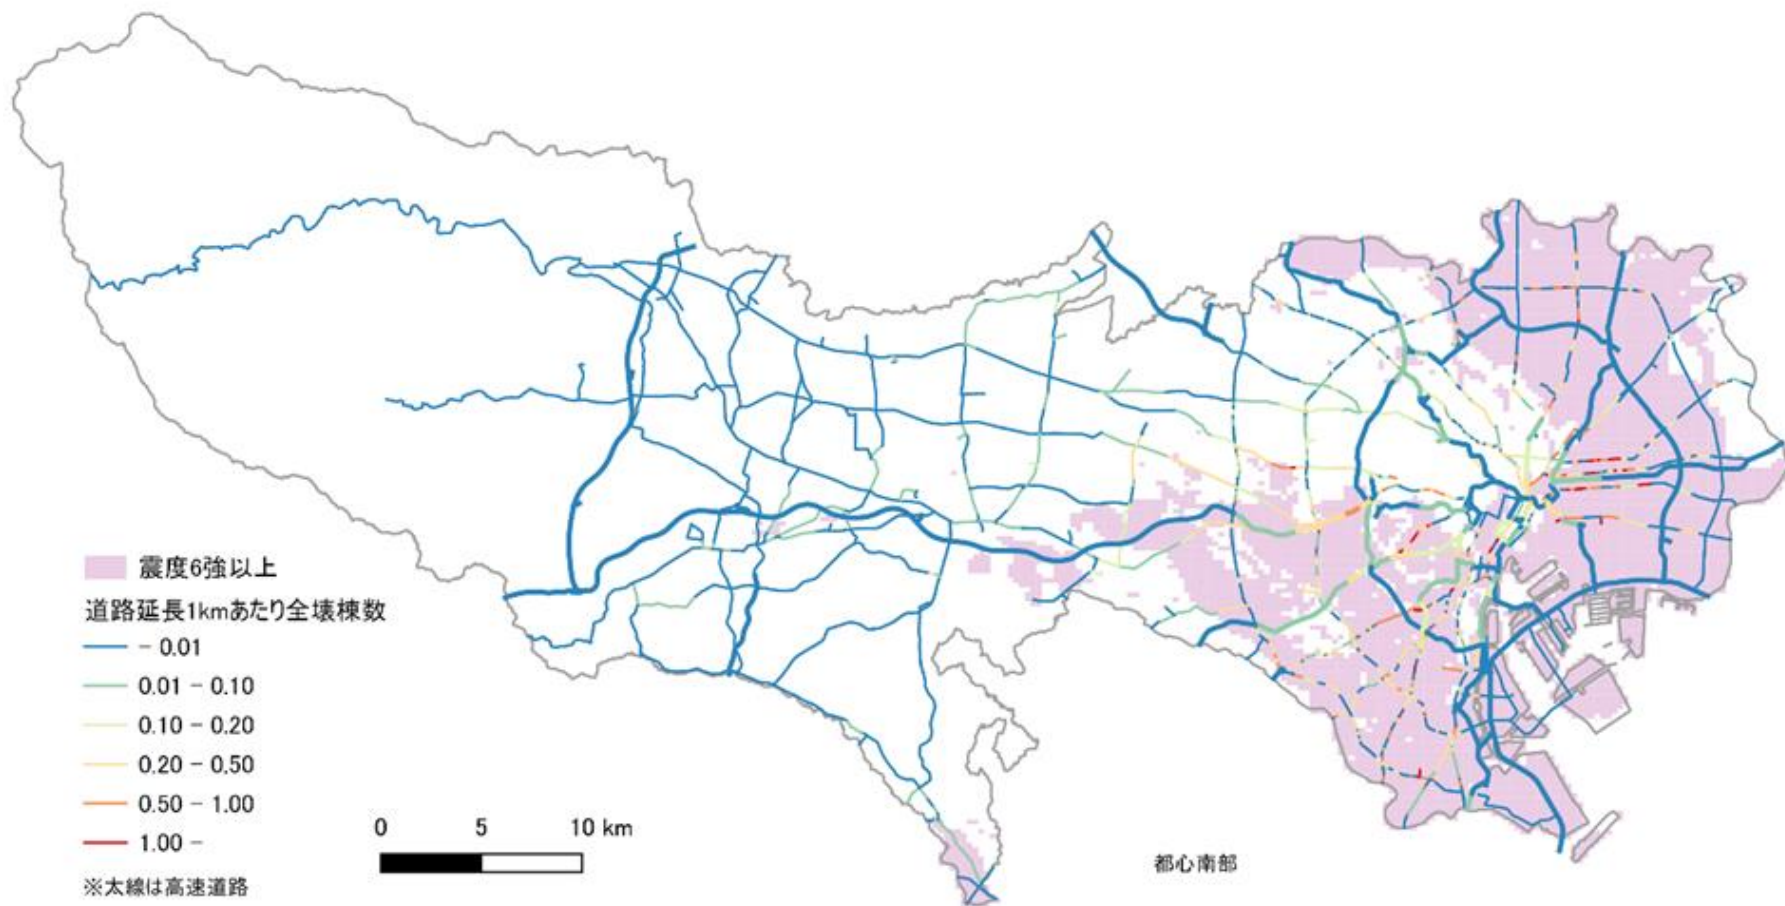 震度6強以上
道路延長1kmあたり全壊棟数
- 0.01
0.01 - 0.10
0.10 - 0.20
0.20 - 0.50
0.50 - 1.00
1.00 -
※太線は高速道路
0 5 10 km
都心南部